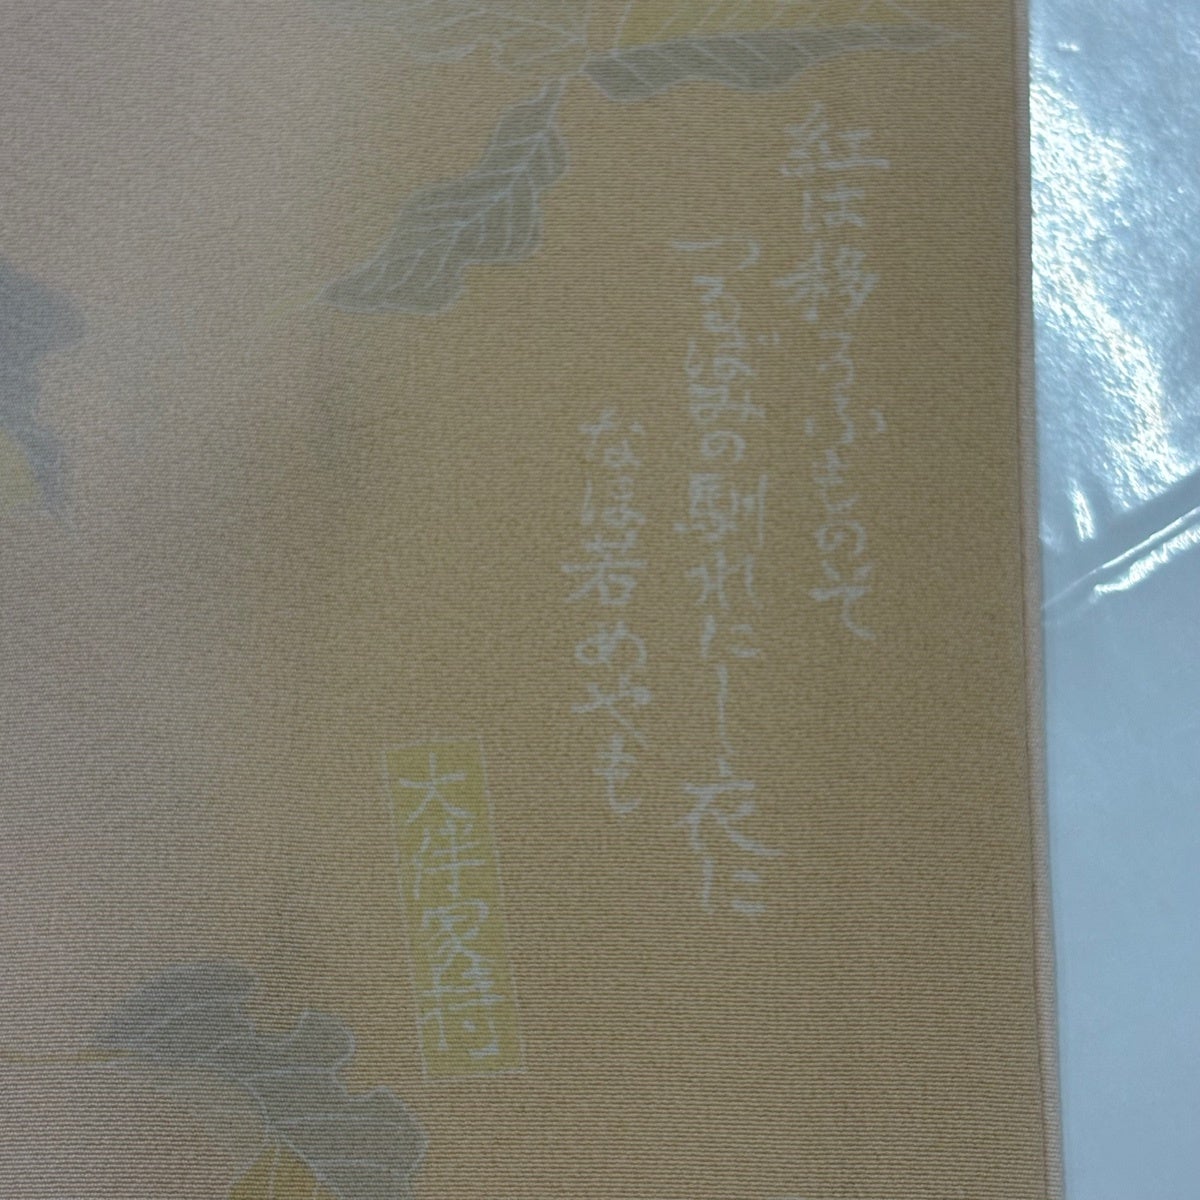 紅は移ろふものそ
つるばみの馴れにし衣に
なほ若めやも
大伴家持